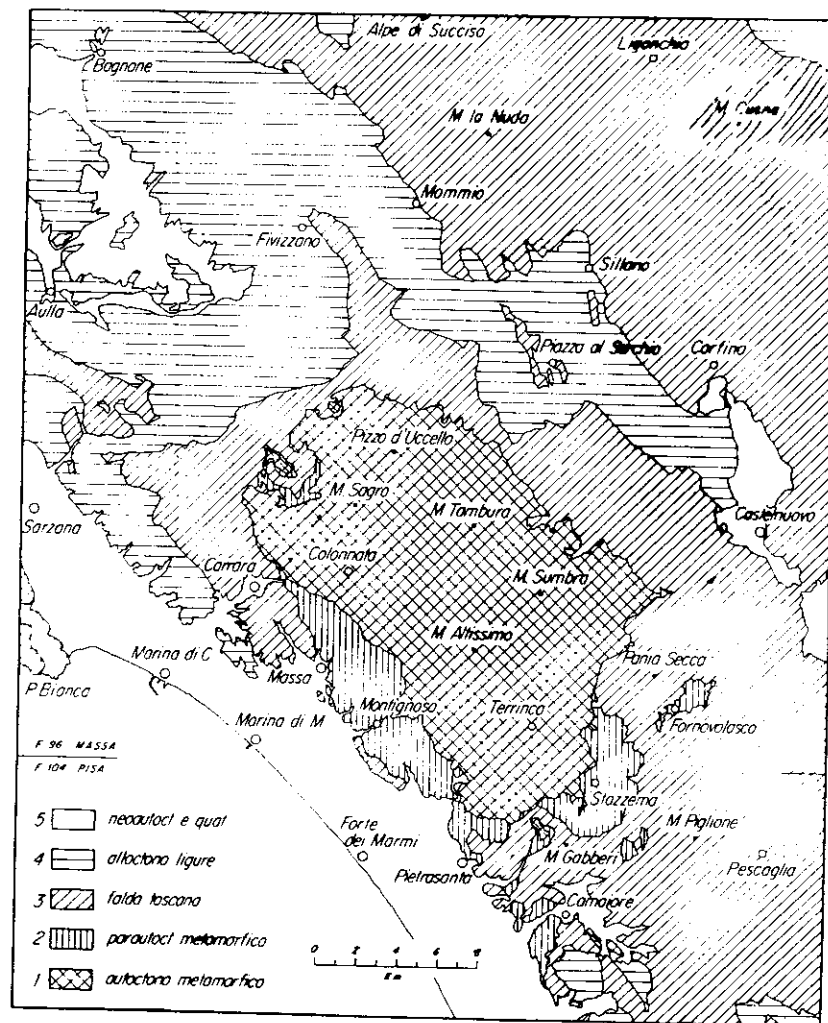 Alpe di Succiso
Ligonchia
Bagnone
M. Cusna
M la Nuda
Mommio
Fivizzano
Sillano
Aulla
Piazza al Serchio
Corfino
Pizzo d'Uccello
M. Sagro
Sarzana
M Tambura
Castelnuovo
Colonnata
Carrara
M. Sumbra
M. Altissimo
Pania Secca
Marina di C
Massa
P. Bianca
Montignoso
Terrinca
Fornovolasco
Marina di M
F 96 MASSA
F 104 PISA
Stazzema
5 neoautoct e quat
Forte
dei Marmi
M Piglione
4 alloctono ligure
M Gabberi
Pescaglia
Pietrasanta
3 falda toscana
Camaiore
2 parautoct metamorfico
0 2 4 6 8
Km
1 autoctono metamorfico